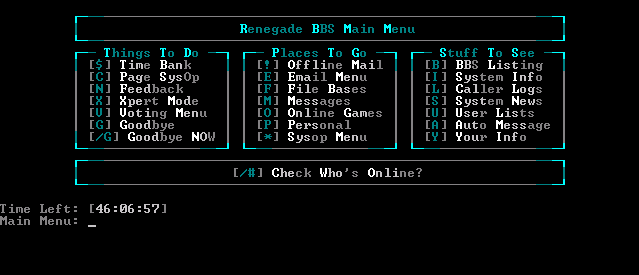 Renegade BBS Main Menu
Things To Do
[$] Time Bank
[C] Page SysOp
[N] Feedback
[X] Xpert Mode
[V] Voting Menu
[G] Goodbye
[/G] Goodbye NOW
Places To Go
[!] Offline Mail
[E] Email Menu
[F] File Bases
[M] Messages
[O] Online Games
[P] Personal
[*] Sysop Menu
Stuff To See
[B] BBS Listing
[I] System Info
[L] Caller Logs
[S] System News
[U] User Lists
[A] Auto Message
[Y] Your Info
[/#] Check Who's Online?
Time Left: [46:06:57]
Main Menu: _